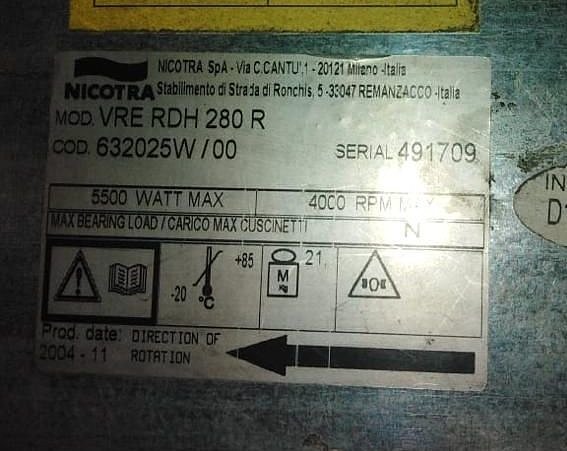 NICOTRA SpA - Via C.CANTU',1 - 20121 Milano -Italia
Stabilimento di Strada di Ronchis, 5 -33047 REMANZACCO -Italia
NICOTRA
MOD. VRE RDH 280 R
COD. 632025W / 00 SERIAL 491709
5500 WATT MAX 4000 RPM MAX
MAX BEARING LOAD / CARICO MAX CUSCINETTI N
-20 °C +85 M kg 21
Prod. date: DIRECTION OF
2004 - 11 ROTATION
IN